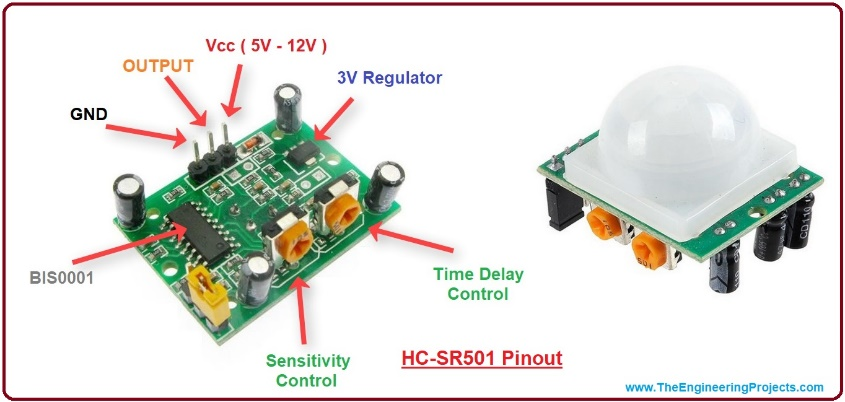 Vcc ( 5V - 12V )
OUTPUT
3V Regulator
GND
BIS0001
Time Delay
Control
Sensitivity
Control
HC-SR501 Pinout
www.TheEngineeringProjects.com